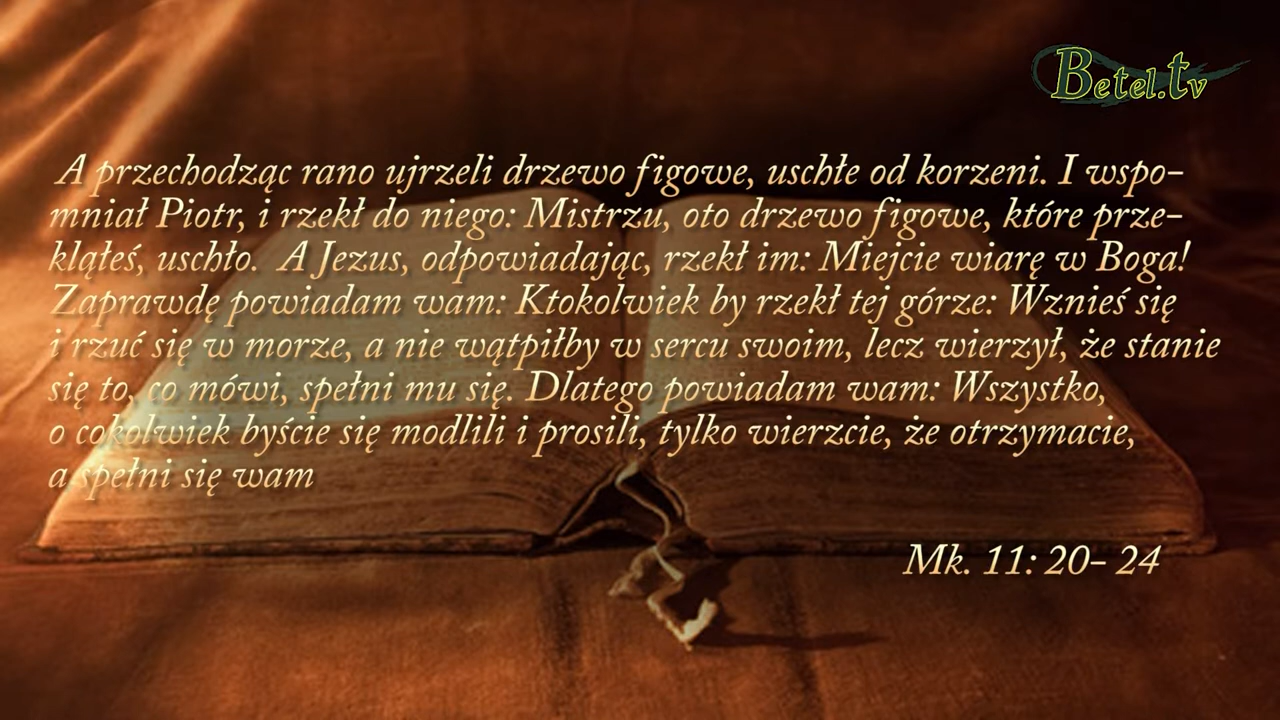 Betel.tv
A przechodząc rano ujrzeli drzewo figowe, uschłe od korzeni. I wspo-
mniał Piotr, i rzekł do niego: Mistrzu, oto drzewo figowe, które prze-
kląłeś, uschło. A Jezus, odpowiadając, rzekł im: Miejcie wiarę w Boga!
Zaprawdę powiadam wam: Ktokolwiek by rzekł tej górze: Wznieś się
i rzuć się w morze, a nie wątpiłby w sercu swoim, lecz wierzył, że stanie
się to, co mówi, spełni mu się. Dlatego powiadam wam: Wszystko,
o cokolwiek byście się modlili i prosili, tylko wierzcie, że otrzymacie,
a spełni się wam
Mk. 11: 20- 24